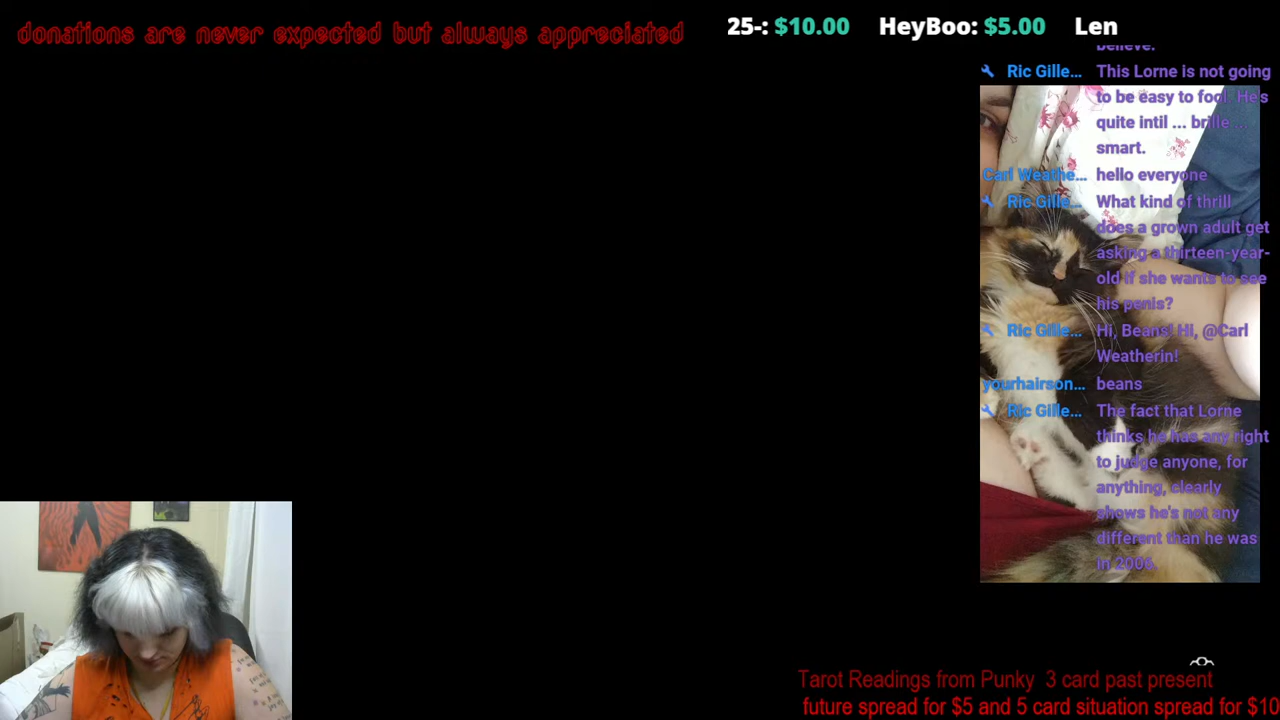 donations are never expected but always appreciated
25-: $10.00 HeyBoo: $5.00 Len
believe.
Ric Gille... This Lorne is not going
to be easy to fool. He's
quite intil ... brille....
smart.
Carl Weathe... hello everyone
Ric Gille... What kind of thrill
does a grown adult get
asking a thirteen-year-
old if she wants to see
his penis?
Ric Gille... Hi, Beans! Hi, @Carl
Weatherin!
yourhairson... beans
Ric Gille... The fact that Lorne
thinks he has any right
to judge anyone, for
anything, clearly
shows he's not any
different than he was
in 2006.
Tarot Readings from Punky 3 card past present
future spread for $5 and 5 card situation spread for $10